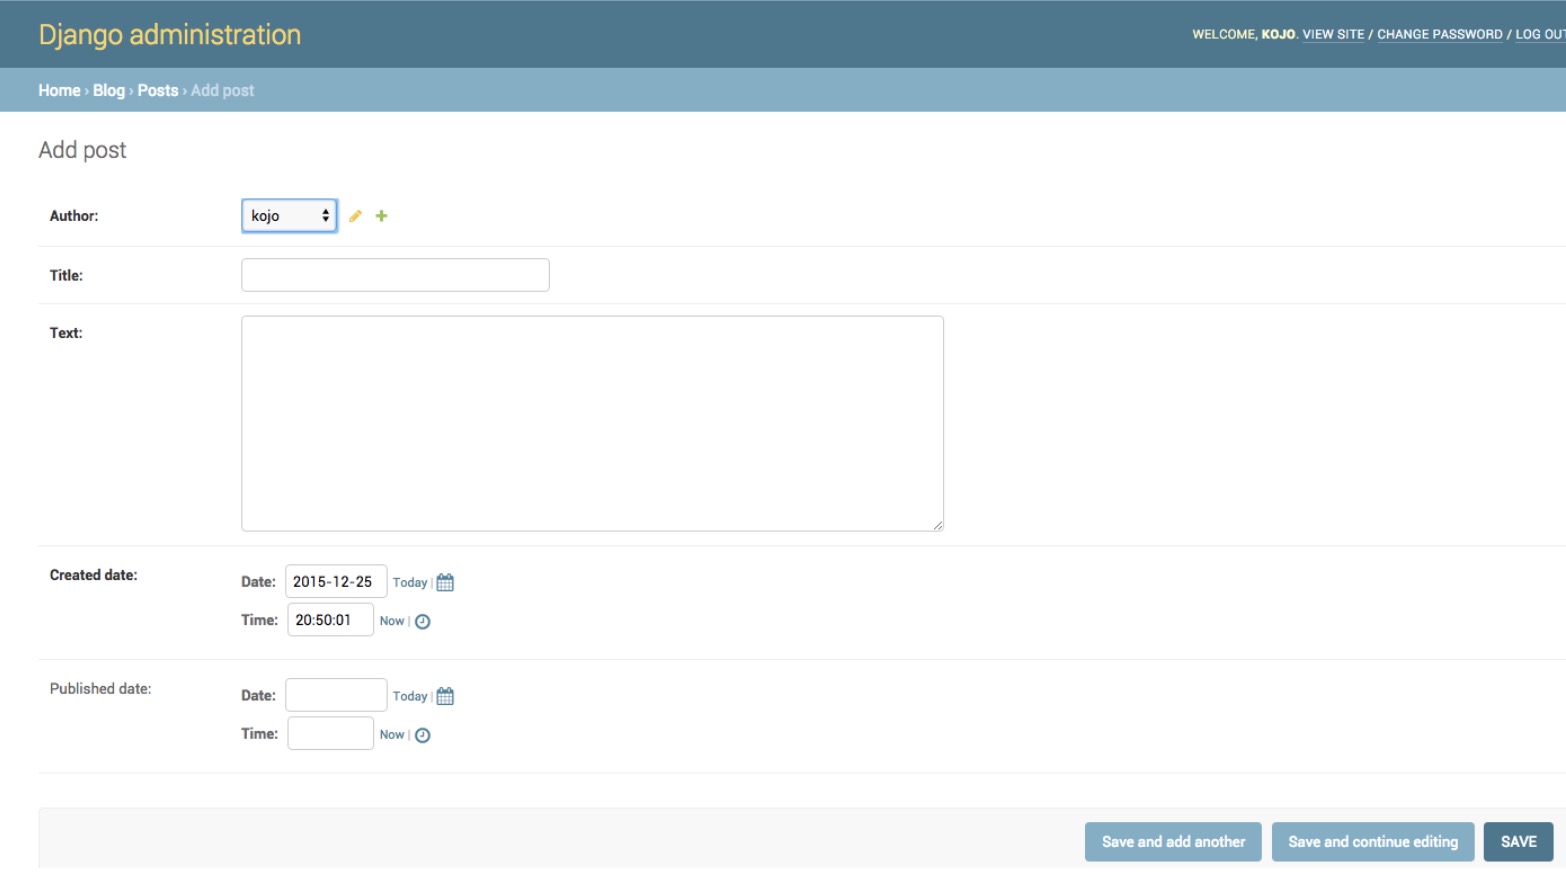 Django administration
WELCOME, KOJO. VIEW SITE / CHANGE PASSWORD / LOG OUT
Home › Blog › Posts › Add post
Add post
Author: kojo
Title:
Text:
Created date:
Date: 2015-12-25 Today |
Time: 20:50:01 Now |
Published date:
Date: Today |
Time: Now |
Save and add another Save and continue editing SAVE